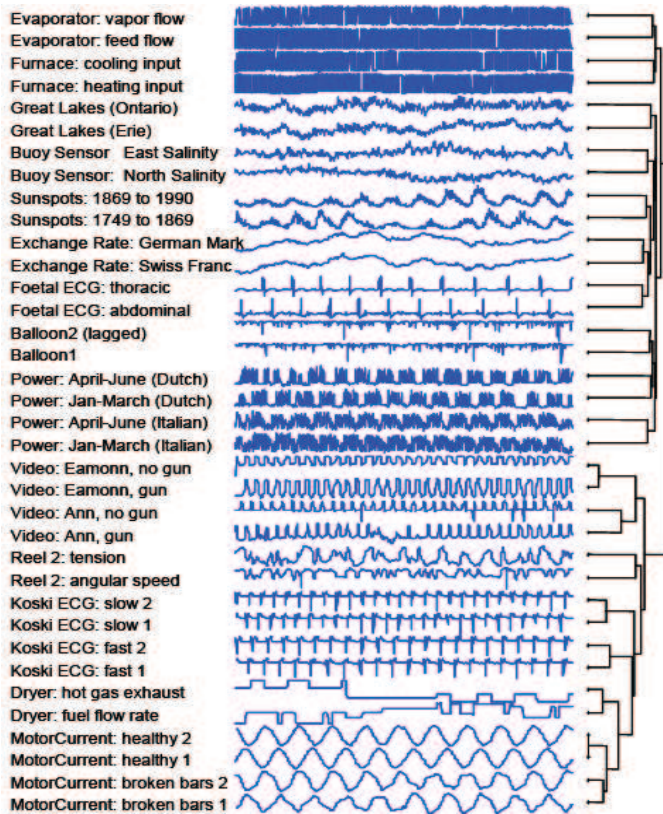 Evaporator: vapor flow
Evaporator: feed flow
Furnace: cooling input
Furnace: heating input
Great Lakes (Ontario)
Great Lakes (Erie)
Buoy Sensor East Salinity
Buoy Sensor: North Salinity
Sunspots: 1869 to 1990
Sunspots: 1749 to 1869
Exchange Rate: German Mark
Exchange Rate: Swiss Franc
Foetal ECG: thoracic
Foetal ECG: abdominal
Balloon2 (lagged)
Balloon1
Power: April-June (Dutch)
Power: Jan-March (Dutch)
Power: April-June (Italian)
Power: Jan-March (Italian)
Video: Eamonn, no gun
Video: Eamonn, gun
Video: Ann, no gun
Video: Ann, gun
Reel 2: tension
Reel 2: angular speed
Koski ECG: slow 2
Koski ECG: slow 1
Koski ECG: fast 2
Koski ECG: fast 1
Dryer: hot gas exhaust
Dryer: fuel flow rate
MotorCurrent: healthy 2
MotorCurrent: healthy 1
MotorCurrent: broken bars 2
MotorCurrent: broken bars 1